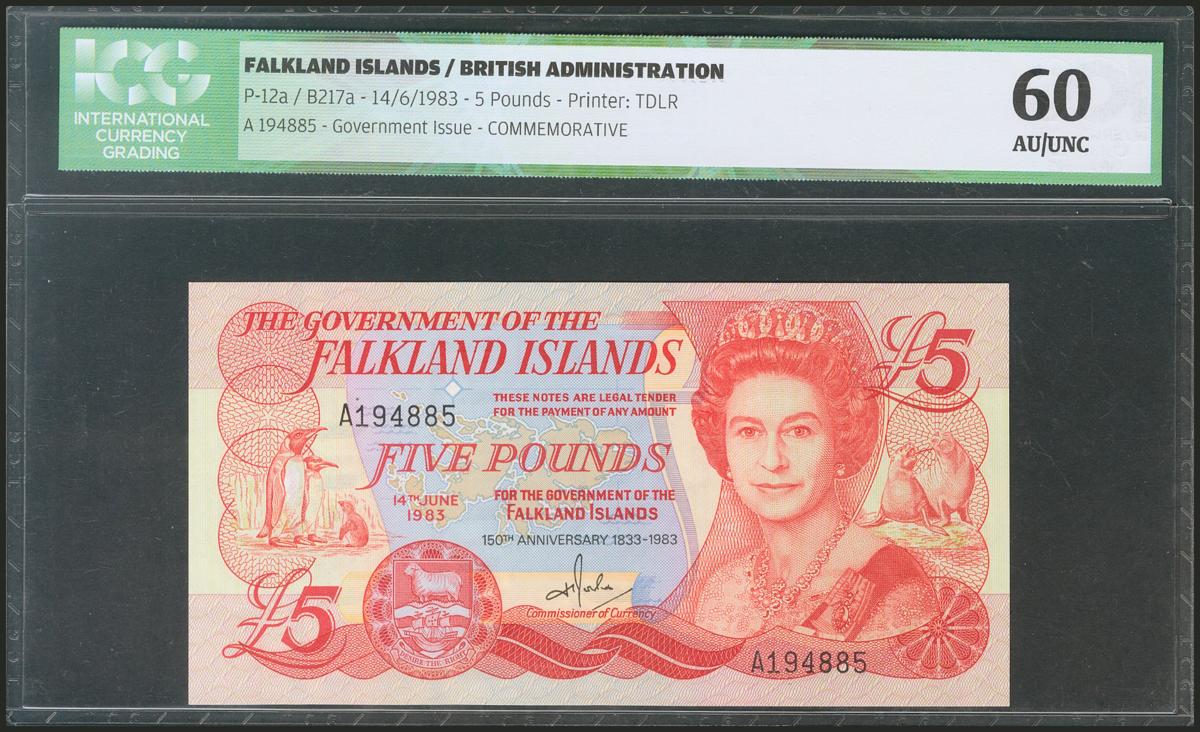 ICG
INTERNATIONAL
CURRENCY
GRADING
FALKLAND ISLANDS / BRITISH ADMINISTRATION
P-12a / B217a - 14/6/1983 - 5 Pounds - Printer: TDLR
A 194885 - Government Issue - COMMEMORATIVE
60
AU/UNC
THE GOVERNMENT OF THE
FALKLAND ISLANDS
£5
THESE NOTES ARE LEGAL TENDER
FOR THE PAYMENT OF ANY AMOUNT
A194885
FIVE POUNDS
14TH JUNE
1983
FOR THE GOVERNMENT OF THE
FALKLAND ISLANDS
150TH ANNIVERSARY 1833-1983
Commissioner of Currency
£5
DESIRE THE RIGHT
A194885